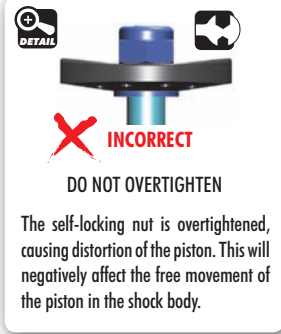 DETAIL
INCORRECT
DO NOT OVERTIGHTEN
The self-locking nut is overtightened,
causing distortion of the piston. This will
negatively affect the free movement of
the piston in the shock body.